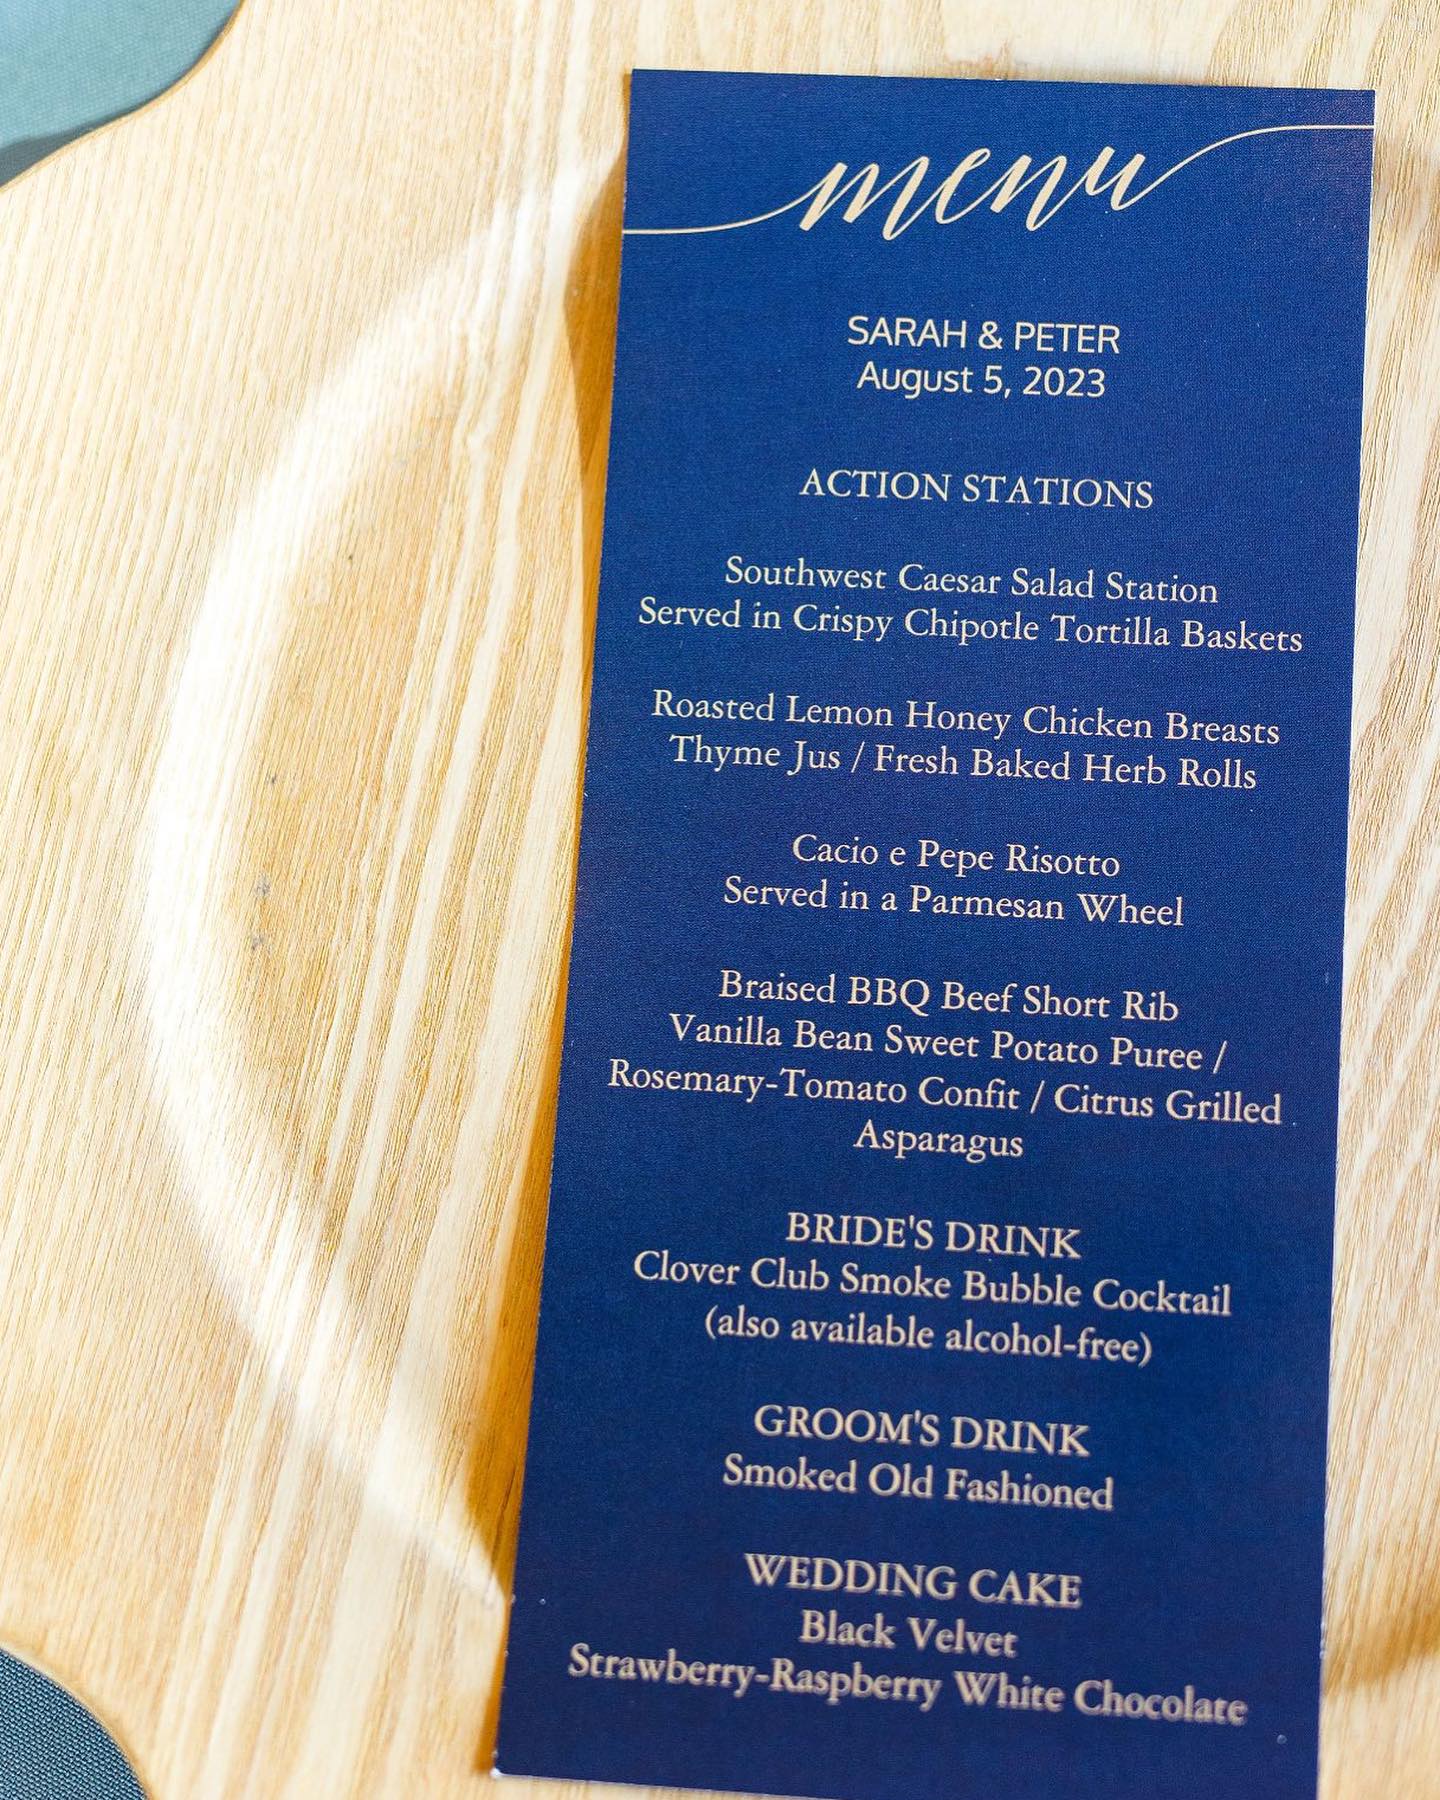 menu
SARAH & PETER
August 5, 2023
ACTION STATIONS
Southwest Caesar Salad Station
Served in Crispy Chipotle Tortilla Baskets
Roasted Lemon Honey Chicken Breasts
Thyme Jus / Fresh Baked Herb Rolls
Cacio e Pepe Risotto
Served in a Parmesan Wheel
Braised BBQ Beef Short Rib
Vanilla Bean Sweet Potato Puree /
Rosemary-Tomato Confit / Citrus Grilled
Asparagus
BRIDE'S DRINK
Clover Club Smoke Bubble Cocktail
(also available alcohol-free)
GROOM'S DRINK
Smoked Old Fashioned
WEDDING CAKE
Black Velvet
Strawberry-Raspberry White Chocolate